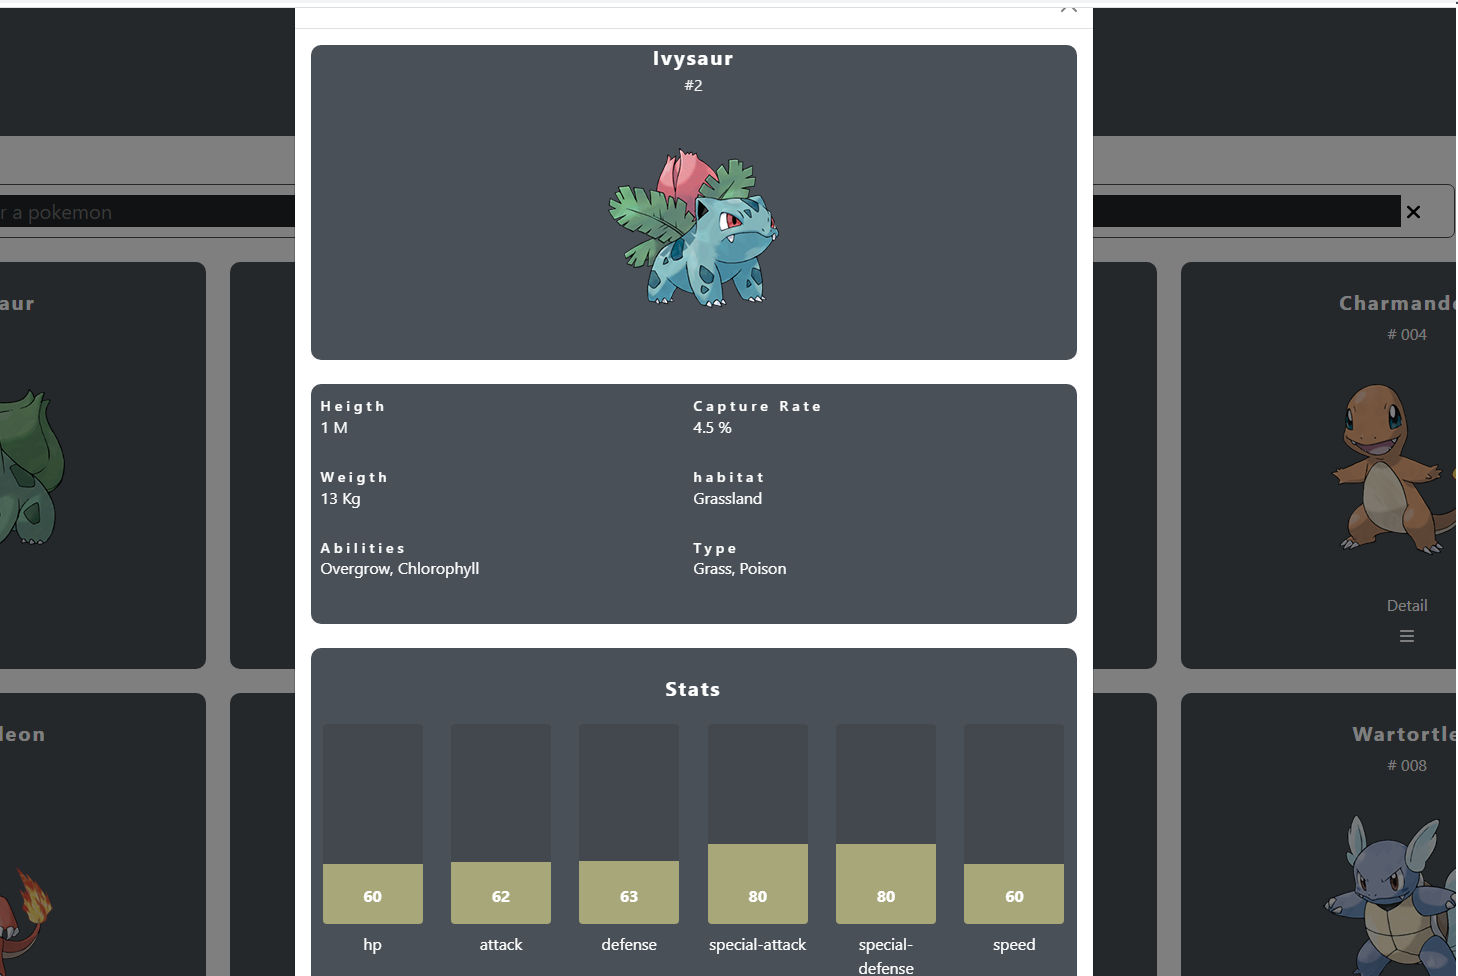 Ivysaur
#2
r a pokemon
aur
Charmande
# 004
Heigth
1 M
Capture Rate
4.5 %
Weigth
13 Kg
habitat
Grassland
Abilities
Overgrow, Chlorophyll
Type
Grass, Poison
Detail
Stats
leon
Wartortle
# 008
60
62
63
80
80
60
hp
attack
defense
special-attack
special-
defense
speed